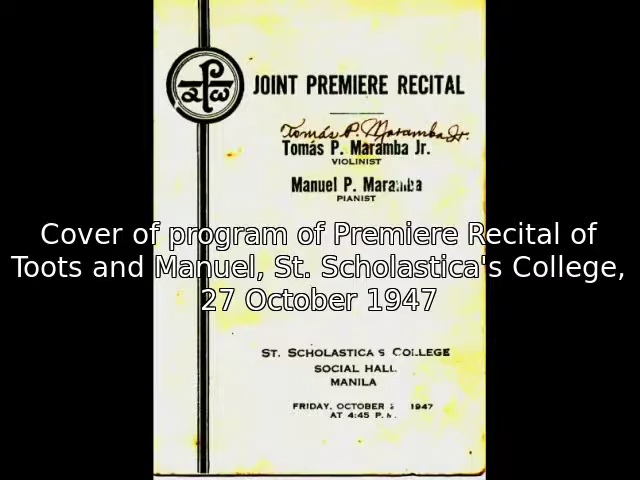 JOINT PREMIERE RECITAL
Tomás P. Maramba Jr.
Tomás P. Maramba Jr.
VIOLINIST
Manuel P. Maramba
PIANIST
Cover of program of Premiere Recital of
Toots and Manuel, St. Scholastica's College,
27 October 1947
ST. SCHOLASTICA'S COLLEGE
SOCIAL HALL
MANILA
FRIDAY, OCTOBER 1947
AT 4:45 P.M.